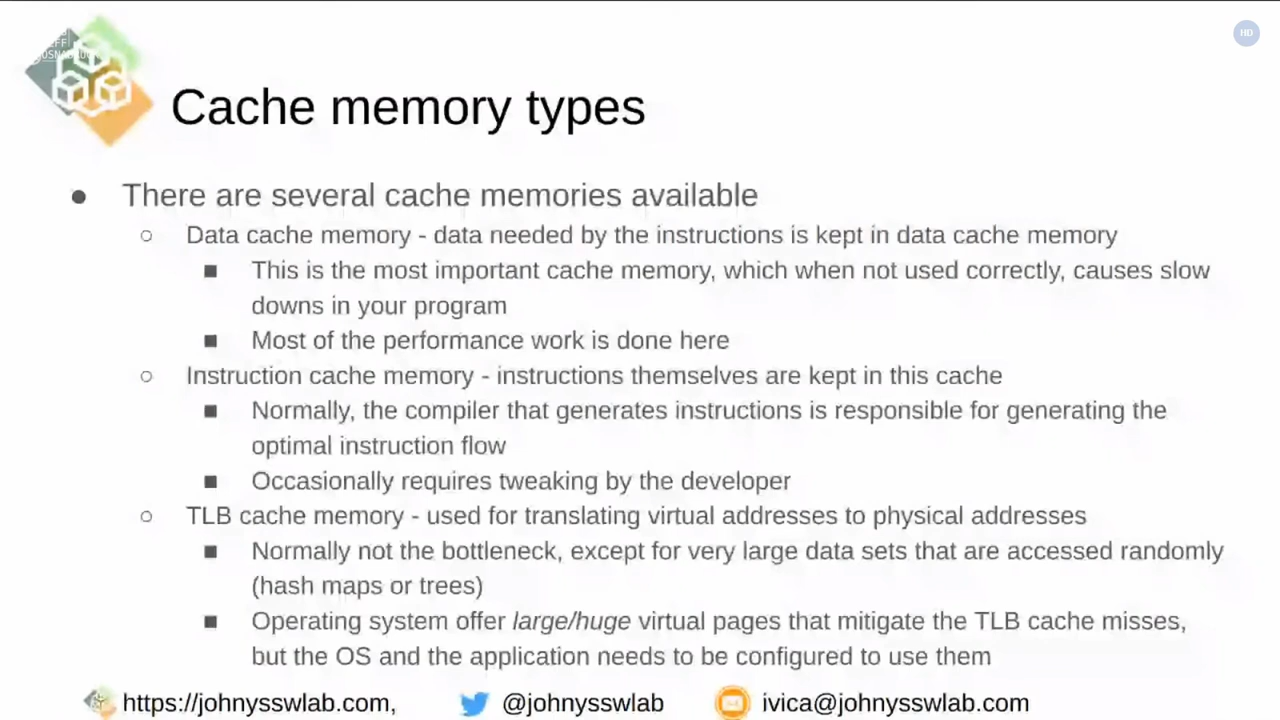 HD
Cache memory types
● There are several cache memories available
○ Data cache memory - data needed by the instructions is kept in data cache memory
■ This is the most important cache memory, which when not used correctly, causes slow
downs in your program
■ Most of the performance work is done here
○ Instruction cache memory - instructions themselves are kept in this cache
■ Normally, the compiler that generates instructions is responsible for generating the
optimal instruction flow
■ Occasionally requires tweaking by the developer
○ TLB cache memory - used for translating virtual addresses to physical addresses
■ Normally not the bottleneck, except for very large data sets that are accessed randomly
(hash maps or trees)
■ Operating system offer large/huge virtual pages that mitigate the TLB cache misses,
but the OS and the application needs to be configured to use them
https://johnysswlab.com, @johnysswlab ivica@johnysswlab.com